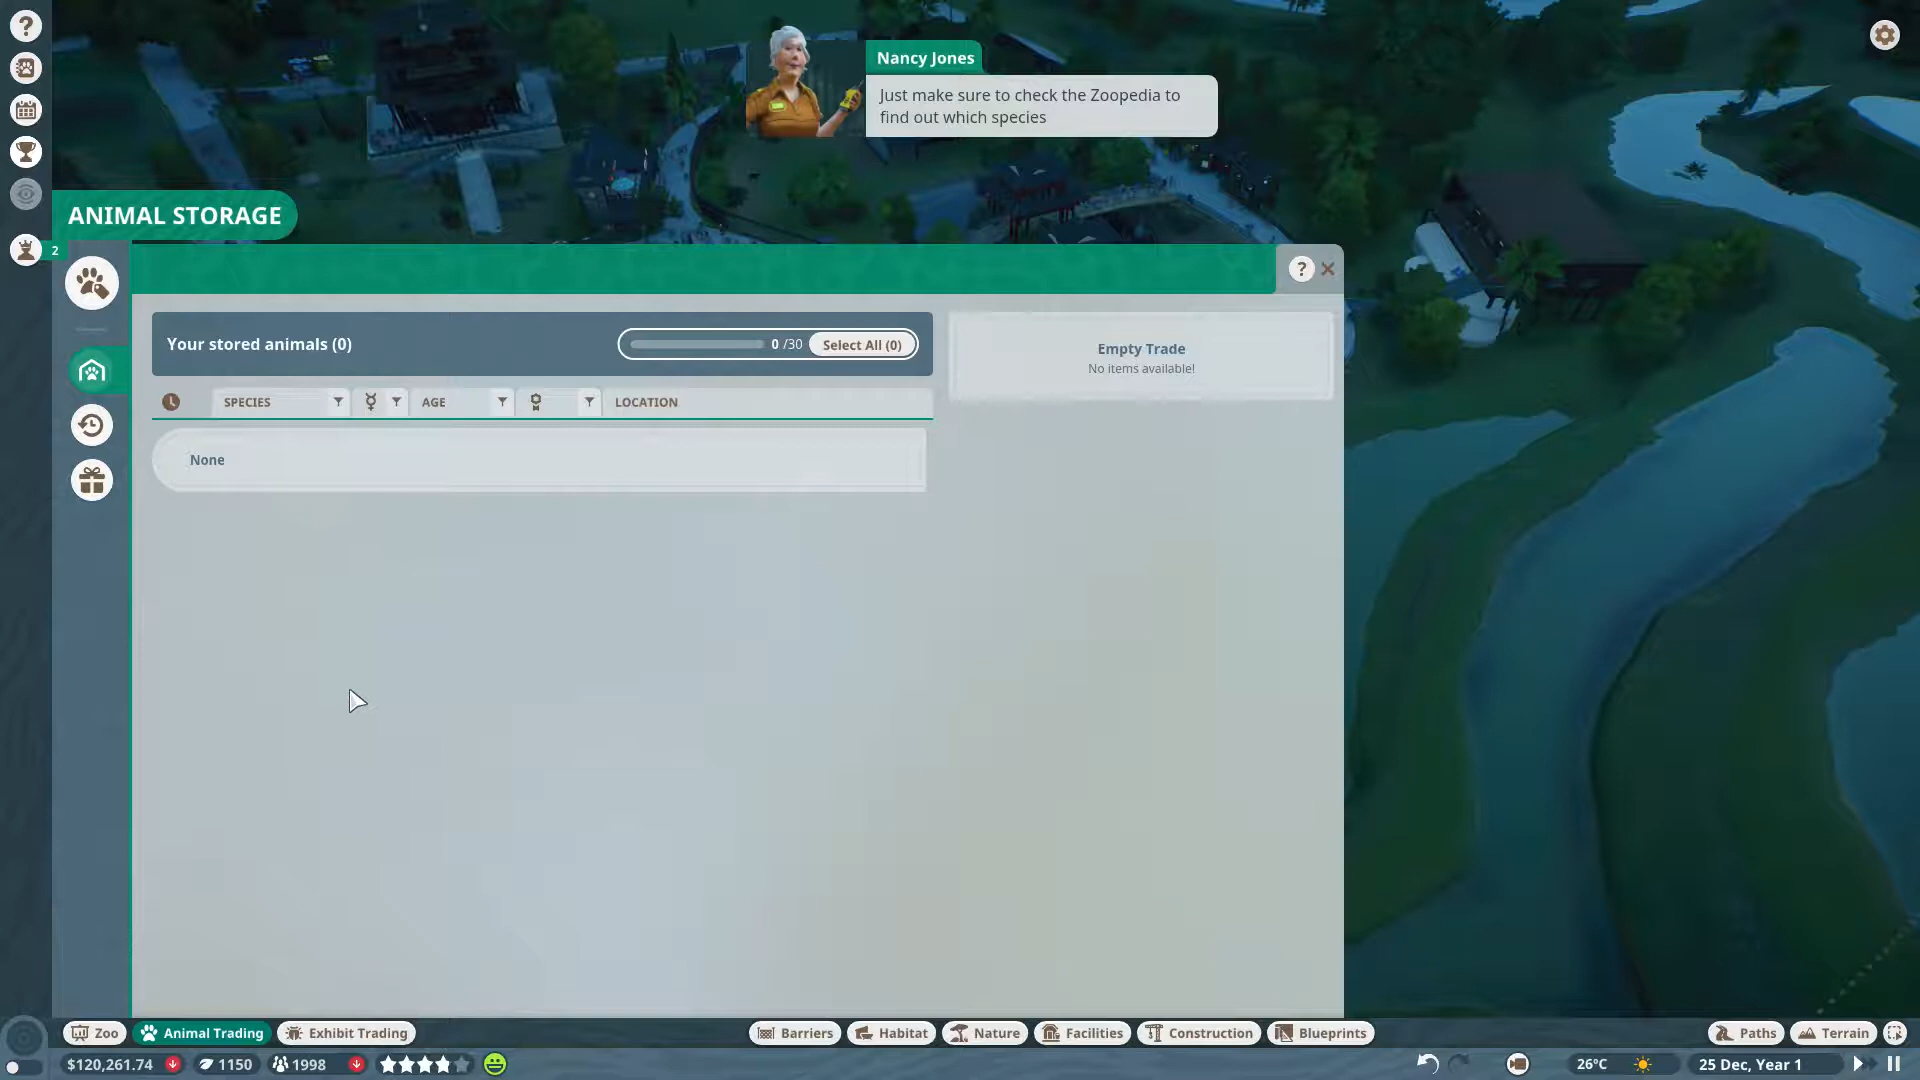 Nancy Jones
Just make sure to check the Zoopedia to
find out which species
ANIMAL STORAGE
2
?
Your stored animals (0)
0 /30
Select All (0)
Empty Trade
No items available!
SPECIES
AGE
LOCATION
None
Zoo
Animal Trading
Exhibit Trading
Barriers
Habitat
Nature
Facilities
Construction
Blueprints
Paths
Terrain
$120,261.74
1150
1998
26°C
25 Dec, Year 1